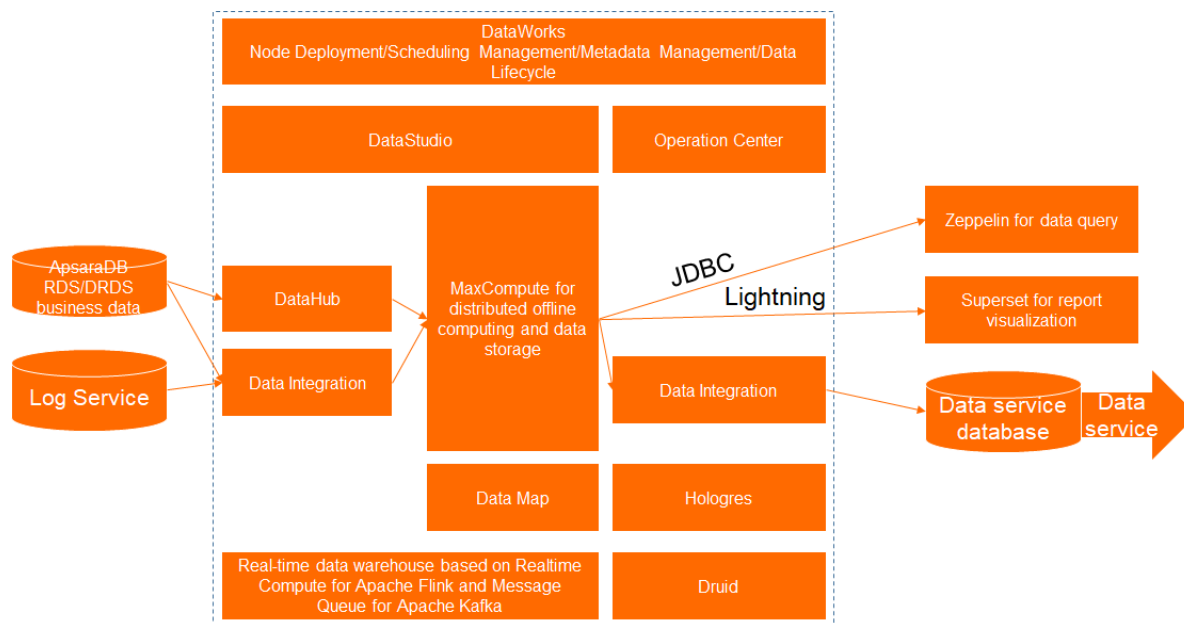 DataWorks
Node Deployment/Scheduling Management/Metadata Management/Data
Lifecycle
DataStudio
Operation Center
ApsaraDB
RDS/DRDS
business data
Log Service
DataHub
Data Integration
MaxCompute for
distributed offline
computing and data
storage
JDBC
Lightning
Zeppelin for data query
Superset for report
visualization
Data Integration
Data service
database
Data
service
Data Map
Hologres
Real-time data warehouse based on Realtime
Compute for Apache Flink and Message
Queue for Apache Kafka
Druid